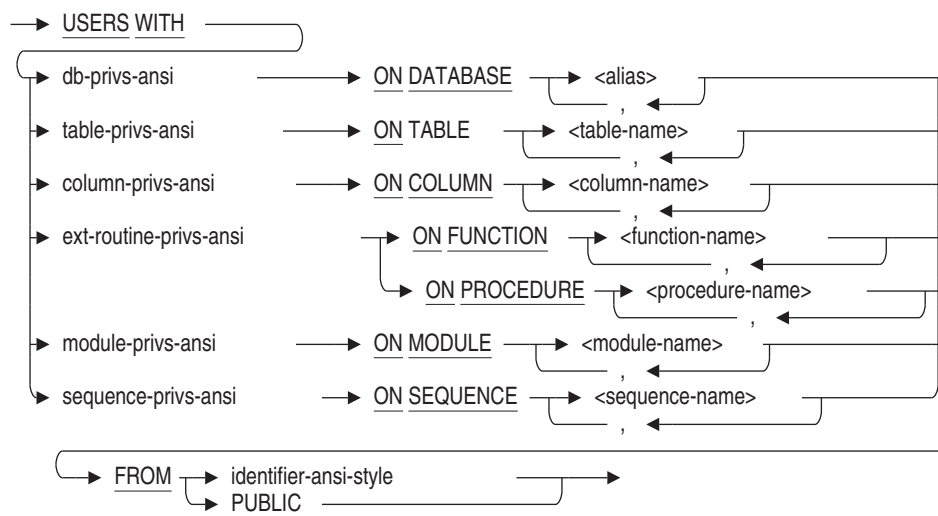 USERS WITH
db-privs-ansi ON DATABASE <alias>
,
table-privs-ansi ON TABLE <table-name>
,
column-privs-ansi ON COLUMN <column-name>
,
ext-routine-privs-ansi ON FUNCTION <function-name>
,
ON PROCEDURE <procedure-name>
,
module-privs-ansi ON MODULE <module-name>
,
sequence-privs-ansi ON SEQUENCE <sequence-name>
,
FROM identifier-ansi-style
PUBLIC